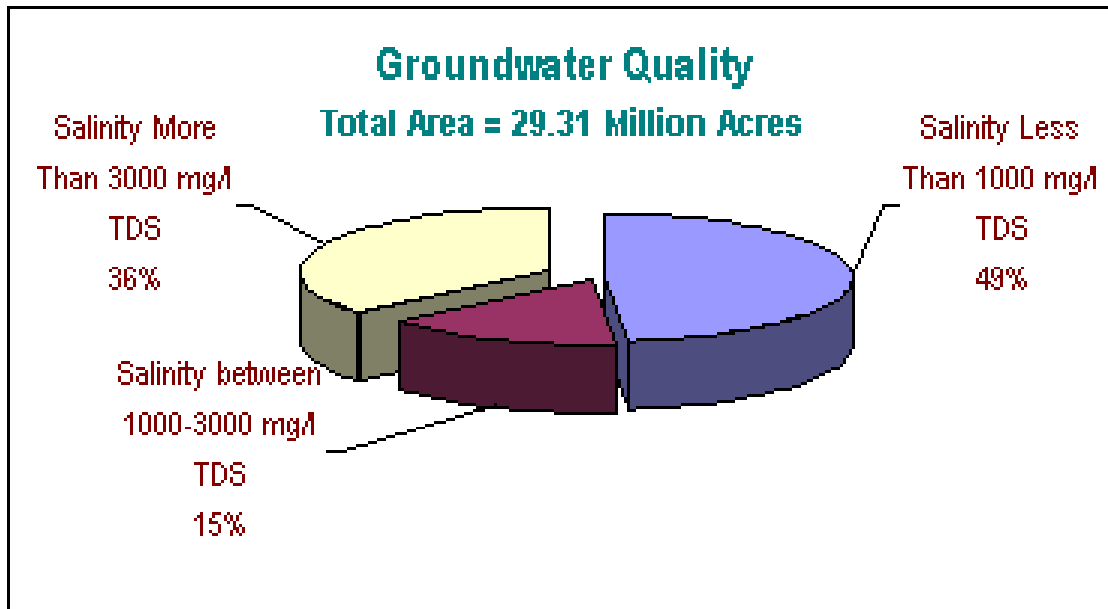 Groundwater Quality
Total Area = 29.31 Million Acres
Salinity More
Than 3000 mg/l
TDS
36%
Salinity Less
Than 1000 mg/l
TDS
49%
Salinity between
1000-3000 mg/l
TDS
15%